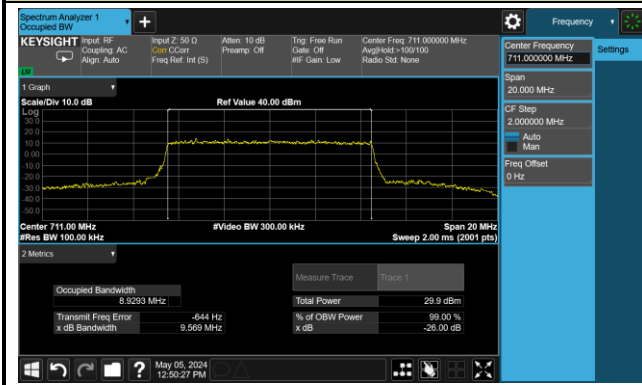 Spectrum Analyzer 1
Occupied BW
Frequency
KEYSIGHT
Input: RF
Coupling: AC
Align: Auto
Input Z: 50 Ω
Corr CCorr
Freq Ref: Int (S)
Atten: 10 dB
Preamp: Off
Trig: Free Run
Gate: Off
#IF Gain: Low
Center Freq: 711.000000 MHz
Avg|Hold:>100/100
Radio Std: None
Center Frequency
711.000000 MHz
Settings
Span
20.000 MHz
CF Step
2.000000 MHz
Auto
Man
Freq Offset
0 Hz
1 Graph
Scale/Div 10.0 dB
Ref Value 40.00 dBm
Log
30.0
20.0
10.0
0.00
-10.0
-20.0
-30.0
-40.0
-50.0
Center 711.00 MHz
#Video BW 300.00 kHz
Span 20 MHz
#Res BW 100.00 kHz
Sweep 2.00 ms (2001 pts)
2 Metrics
Measure Trace
Trace 1
Occupied Bandwidth
8.9293 MHz
Total Power
29.9 dBm
Transmit Freq Error
-644 Hz
% of OBW Power
99.00 %
x dB Bandwidth
9.569 MHz
x dB
-26.00 dB
May 05, 2024
12:50:27 PM